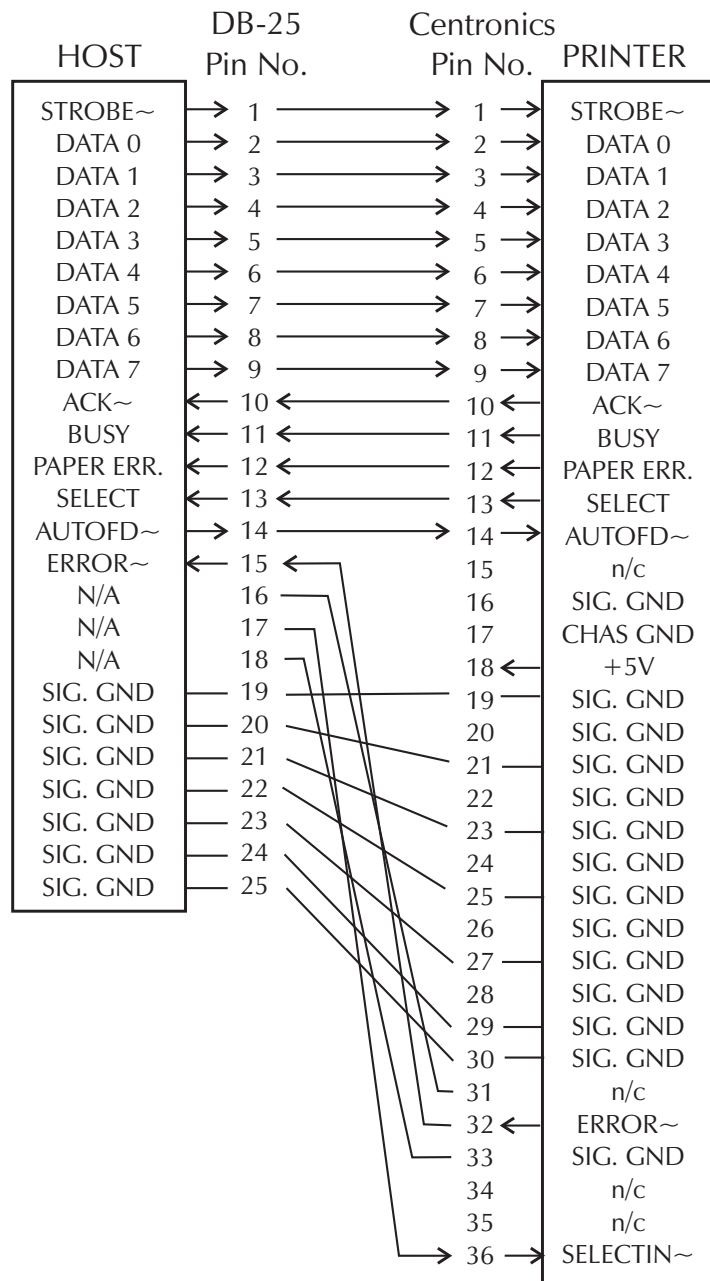 DB-25 Centronics
HOST Pin No. Pin No. PRINTER
STROBE~ 1 1 STROBE~
DATA 0 2 2 DATA 0
DATA 1 3 3 DATA 1
DATA 2 4 4 DATA 2
DATA 3 5 5 DATA 3
DATA 4 6 6 DATA 4
DATA 5 7 7 DATA 5
DATA 6 8 8 DATA 6
DATA 7 9 9 DATA 7
ACK~ 10 10 ACK~
BUSY 11 11 BUSY
PAPER ERR. 12 12 PAPER ERR.
SELECT 13 13 SELECT
AUTOFD~ 14 14 AUTOFD~
ERROR~ 15 15 n/c
N/A 16 16 SIG. GND
N/A 17 17 CHAS GND
N/A 18 18 +5V
SIG. GND 19 19 SIG. GND
SIG. GND 20 20 SIG. GND
SIG. GND 21 21 SIG. GND
SIG. GND 22 22 SIG. GND
SIG. GND 23 23 SIG. GND
SIG. GND 24 24 SIG. GND
SIG. GND 25 25 SIG. GND
26 SIG. GND
27 SIG. GND
28 SIG. GND
29 SIG. GND
30 SIG. GND
31 n/c
32 ERROR~
33 SIG. GND
34 n/c
35 n/c
36 SELECTIN~